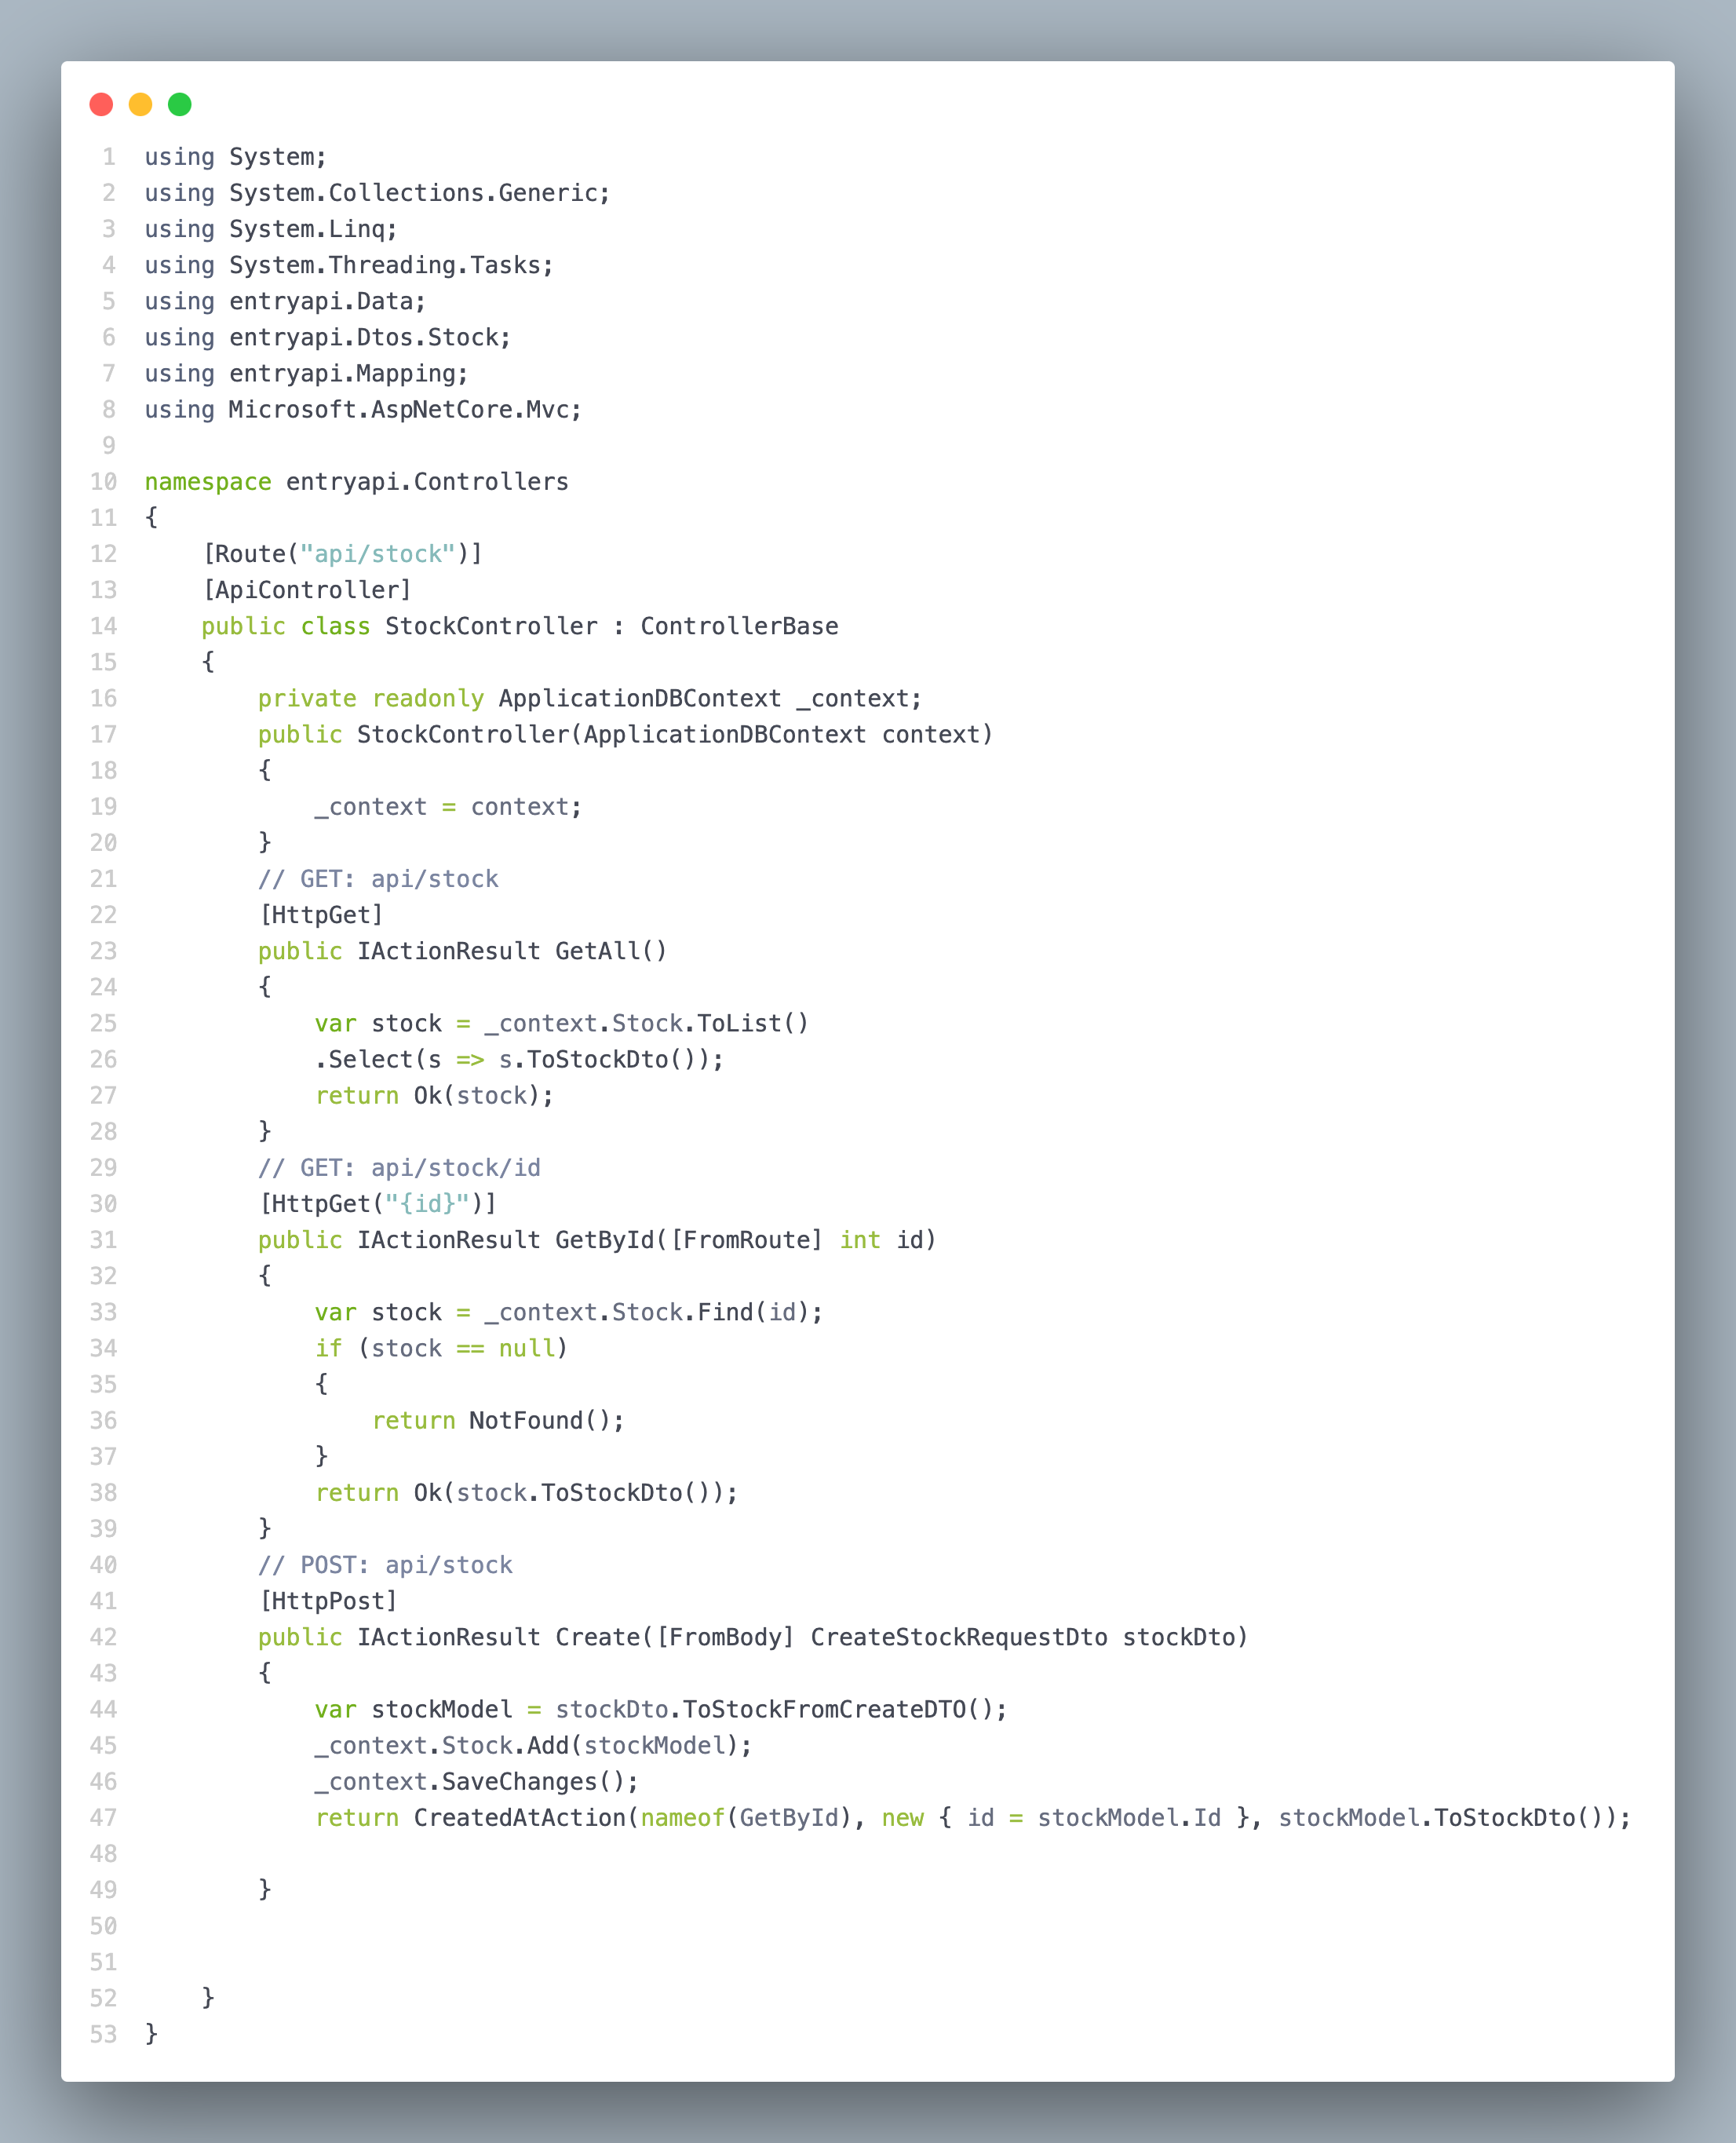 1 using System;
2 using System.Collections.Generic;
3 using System.Linq;
4 using System.Threading.Tasks;
5 using entryapi.Data;
6 using entryapi.Dtos.Stock;
7 using entryapi.Mapping;
8 using Microsoft.AspNetCore.Mvc;
9
10 namespace entryapi.Controllers
11 {
12     [Route("api/stock")]
13     [ApiController]
14     public class StockController : ControllerBase
15     {
16         private readonly ApplicationDBContext _context;
17         public StockController(ApplicationDBContext context)
18         {
19             _context = context;
20         }
21         // GET: api/stock
22         [HttpGet]
23         public IActionResult GetAll()
24         {
25             var stock = _context.Stock.ToList()
26             .Select(s => s.ToStockDto());
27             return Ok(stock);
28         }
29         // GET: api/stock/id
30         [HttpGet("{id}")]
31         public IActionResult GetById([FromRoute] int id)
32         {
33             var stock = _context.Stock.Find(id);
34             if (stock == null)
35             {
36                 return NotFound();
37             }
38             return Ok(stock.ToStockDto());
39         }
40         // POST: api/stock
41         [HttpPost]
42         public IActionResult Create([FromBody] CreateStockRequestDto stockDto)
43         {
44             var stockModel = stockDto.ToStockFromCreateDTO();
45             _context.Stock.Add(stockModel);
46             _context.SaveChanges();
47             return CreatedAtAction(nameof(GetById), new { id = stockModel.Id }, stockModel.ToStockDto());
48
49         }
50
51
52     }
53 }